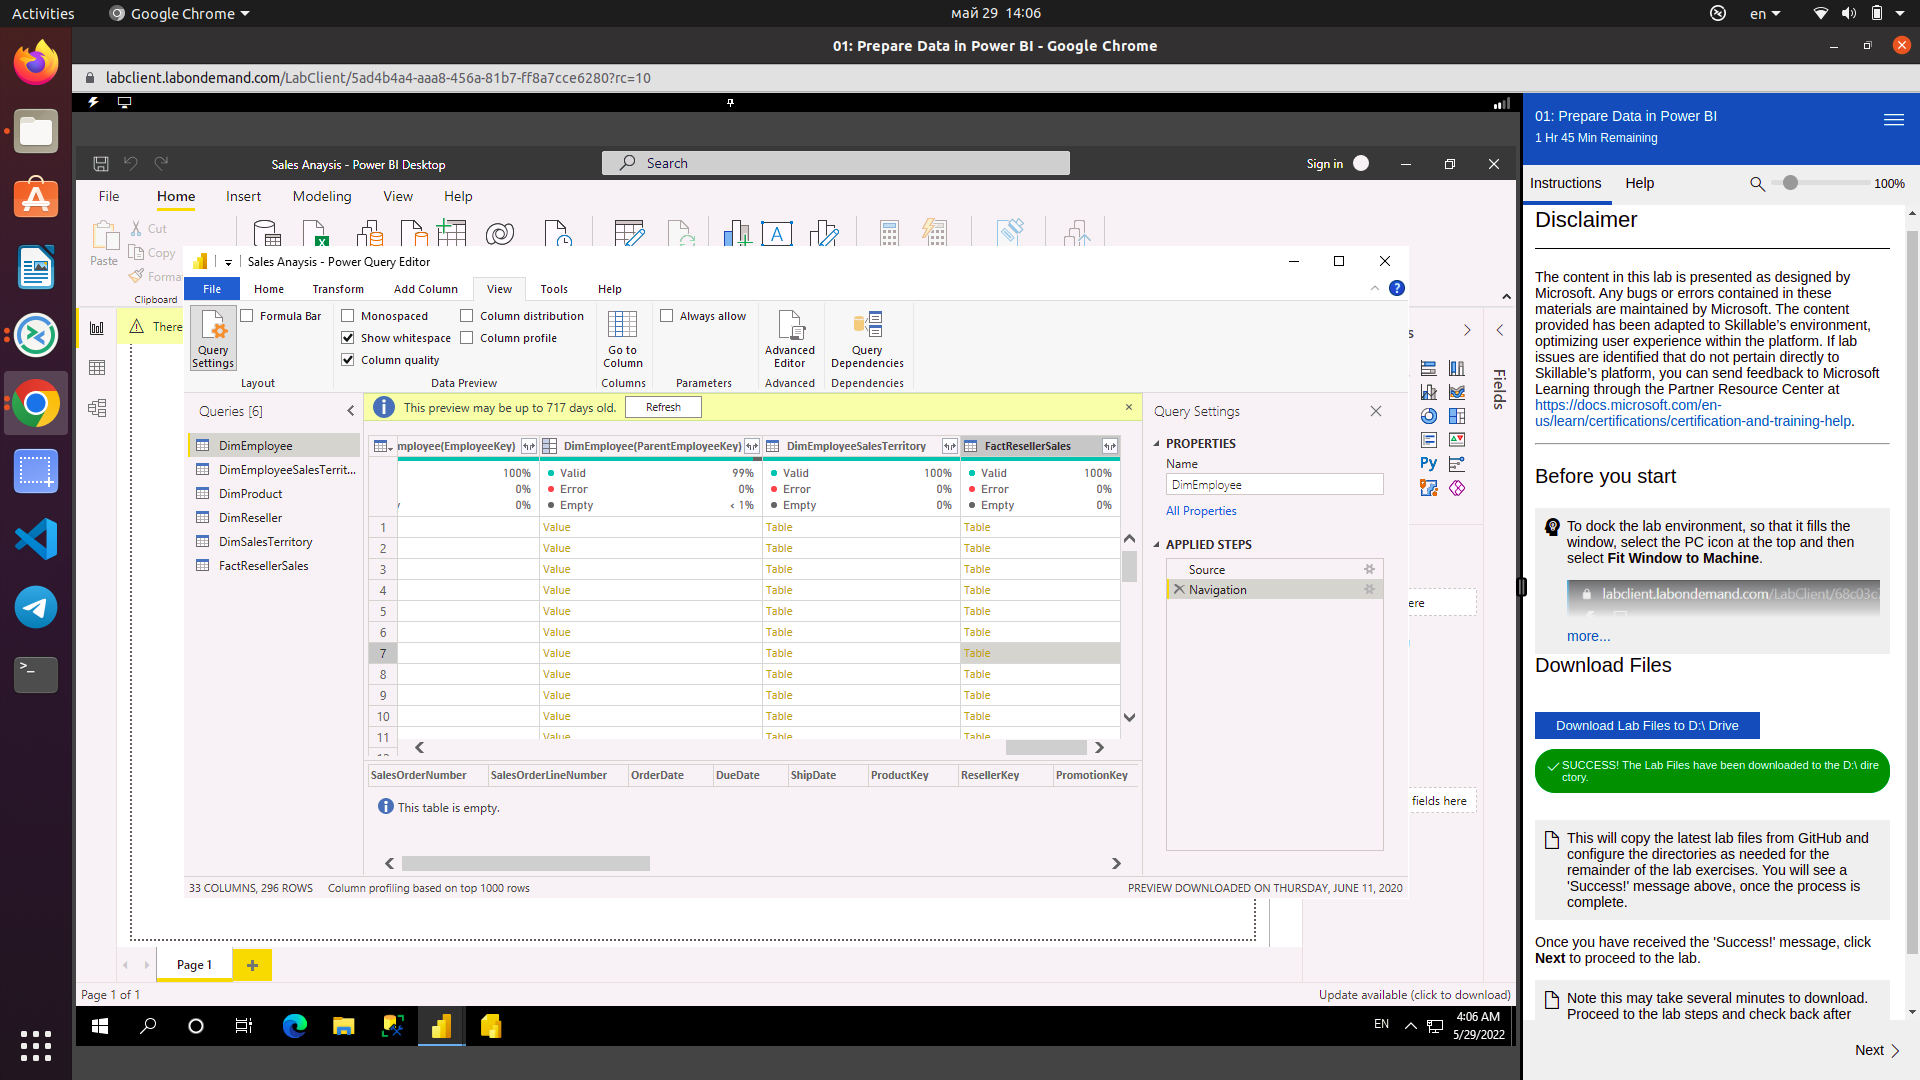 Activities
Google Chrome
май 29 14:06
en
01: Prepare Data in Power BI - Google Chrome
labclient.labondemand.com/LabClient/5ad4b4a4-aaa8-456a-81b7-ff8a7cce6280?rc=10
Sales Anaysis - Power BI Desktop
Search
Sign in
File
Home
Insert
Modeling
View
Help
Paste
Cut
Copy
Clipboard
There
Sales Anaysis - Power Query Editor
File
Home
Transform
Add Column
View
Tools
Help
Query Settings
Formula Bar
Layout
Monospaced
Show whitespace
Column quality
Column distribution
Column profile
Data Preview
Go to Column
Columns
Always allow
Parameters
Advanced Editor
Advanced
Query Dependencies
Dependencies
Queries [6]
DimEmployee
DimEmployeeSalesTerrit...
DimProduct
DimReseller
DimSalesTerritory
FactResellerSales
This preview may be up to 717 days old.
Refresh
mployee(EmployeeKey) DimEmployee(ParentEmployeeKey) DimEmployeeSalesTerritory FactResellerSales
100% Valid 99% Valid 100% Valid 100%
0% Error 0% Error 0% Error 0%
0% Empty < 1% Empty 0% Empty 0%
1 Value Table Table
2 Value Table Table
3 Value Table Table
4 Value Table Table
5 Value Table Table
6 Value Table Table
7 Value Table Table
8 Value Table Table
9 Value Table Table
10 Value Table Table
11 Value Table Table
SalesOrderNumber SalesOrderLineNumber OrderDate DueDate ShipDate ProductKey ResellerKey PromotionKey
This table is empty.
Query Settings
PROPERTIES
Name
DimEmployee
All Properties
APPLIED STEPS
Source
Navigation
33 COLUMNS, 296 ROWS
Column profiling based on top 1000 rows
PREVIEW DOWNLOADED ON THURSDAY, JUNE 11, 2020
Fields
Py
ere
fields here
Page 1
Page 1 of 1
Update available (click to download)
EN
4:06 AM
5/29/2022
01: Prepare Data in Power BI
1 Hr 45 Min Remaining
Instructions
Help
100%
Disclaimer
The content in this lab is presented as designed by
Microsoft. Any bugs or errors contained in these
materials are maintained by Microsoft. The content
provided has been adapted to Skillable's environment,
optimizing user experience within the platform. If lab
issues are identified that do not pertain directly to
Skillable's platform, you can send feedback to Microsoft
Learning through the Partner Resource Center at
https://docs.microsoft.com/en-
us/learn/certifications/certification-and-training-help.
Before you start
To dock the lab environment, so that it fills the
window, select the PC icon at the top and then
select Fit Window to Machine.
labclient.labondemand.com/LabClient/68c03c
more...
Download Files
Download Lab Files to D:\ Drive
SUCCESS! The Lab Files have been downloaded to the D:\ dire
ctory.
This will copy the latest lab files from GitHub and
configure the directories as needed for the
remainder of the lab exercises. You will see a
'Success!' message above, once the process is
complete.
Once you have received the 'Success!' message, click
Next to proceed to the lab.
Note this may take several minutes to download.
Proceed to the lab steps and check back after
Next